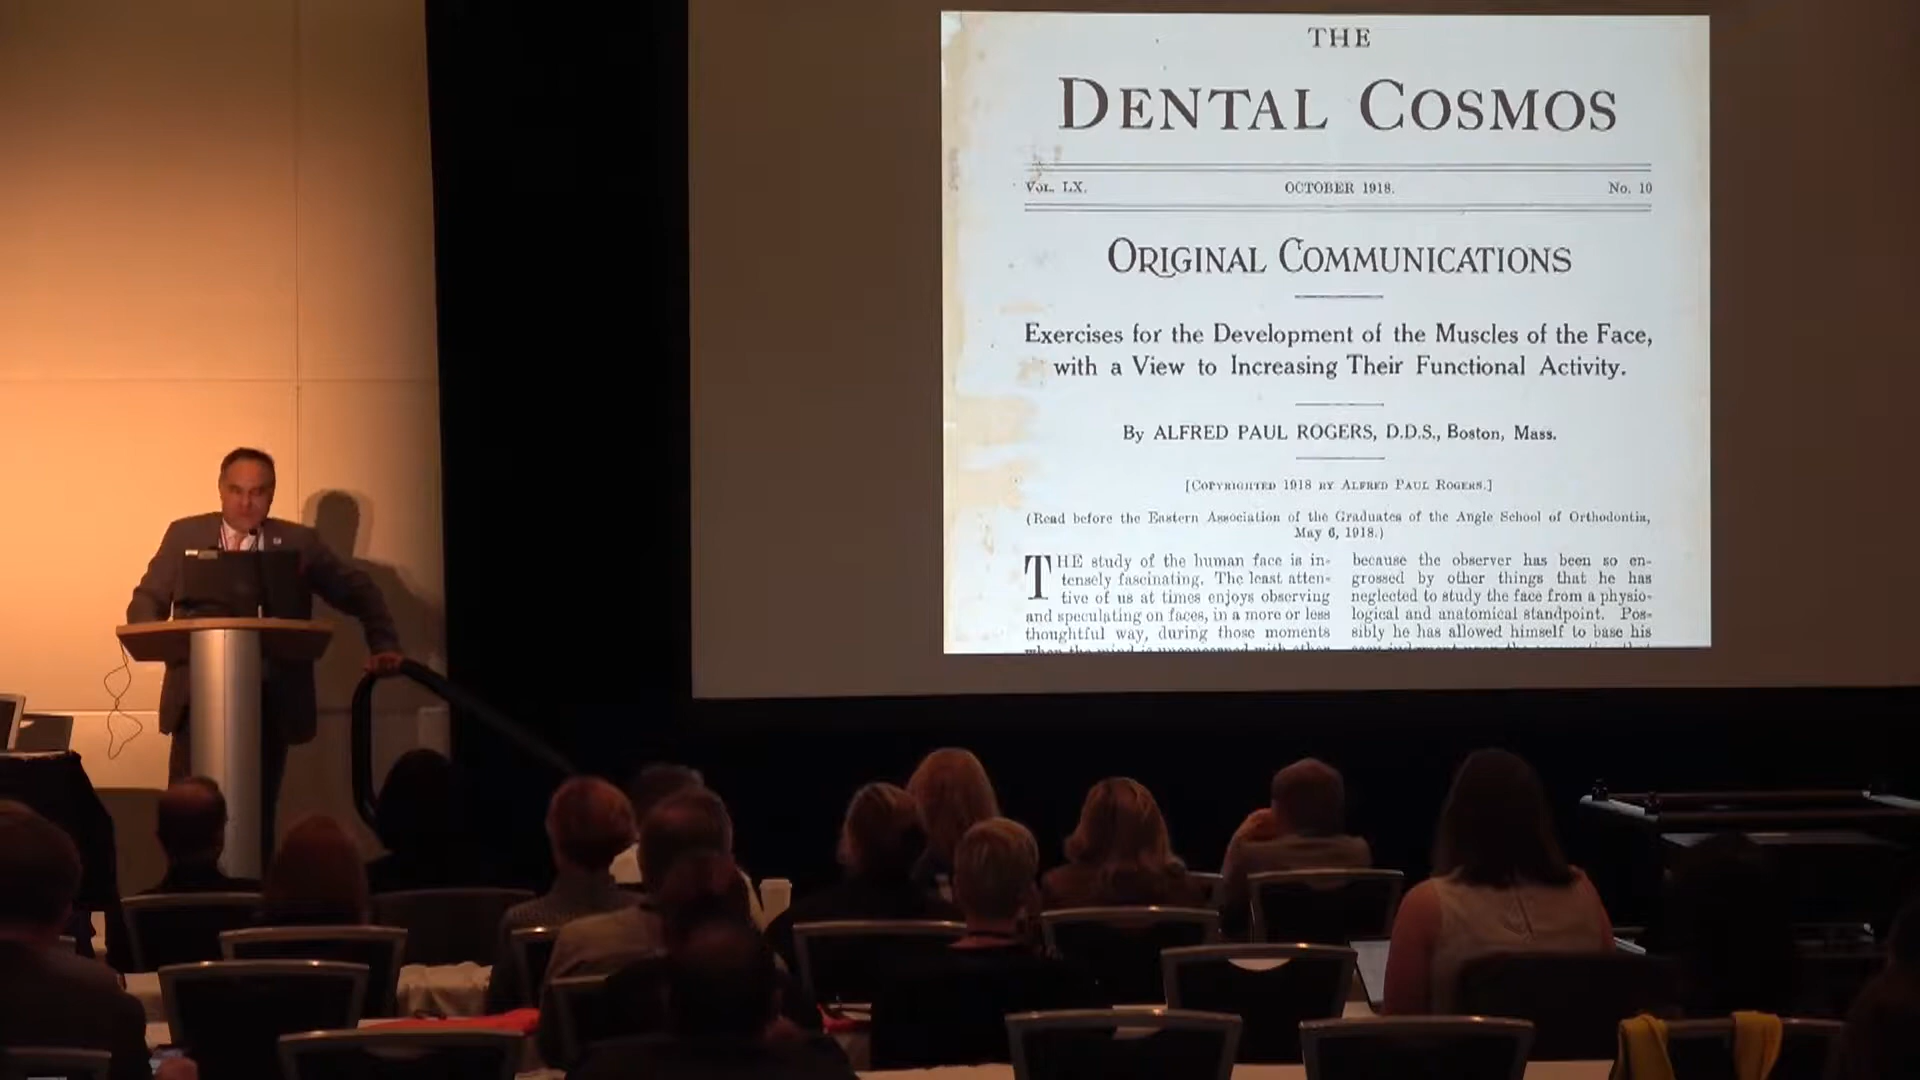 THE
DENTAL COSMOS
VOL. LX. OCTOBER 1918. No. 10
ORIGINAL COMMUNICATIONS
Exercises for the Development of the Muscles of the Face,
with a View to Increasing Their Functional Activity.
By ALFRED PAUL ROGERS, D.D.S., Boston, Mass.
[COPYRIGHTED 1918 BY ALFRED PAUL ROGERS.]
(Read before the Eastern Association of the Graduates of the Angle School of Orthodontia,
May 6, 1918.)
THE study of the human face is in-
tensely fascinating. The least atten-
tive of us at times enjoys observing
and speculating on faces, in a more or less
thoughtful way, during those moments
because the observer has been so en-
grossed by other things that he has
neglected to study the face from a physio-
logical and anatomical standpoint. Pos-
sibly he has allowed himself to base his